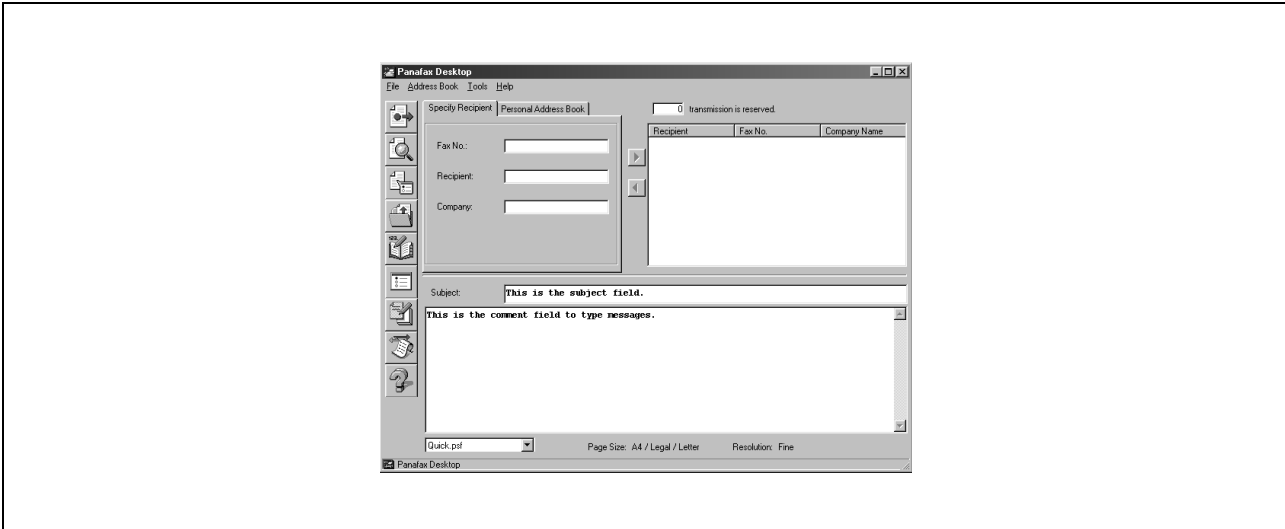 Panafax Desktop
File Address Book Tools Help
Specify Recipient Personal Address Book
0 transmission is reserved.
Recipient Fax No. Company Name
Fax No.:
Recipient:
Company:
Subject: This is the subject field.
This is the comment field to type messages.
Quick.psf Page Size: A4 / Legal / Letter Resolution: Fine
Panafax Desktop